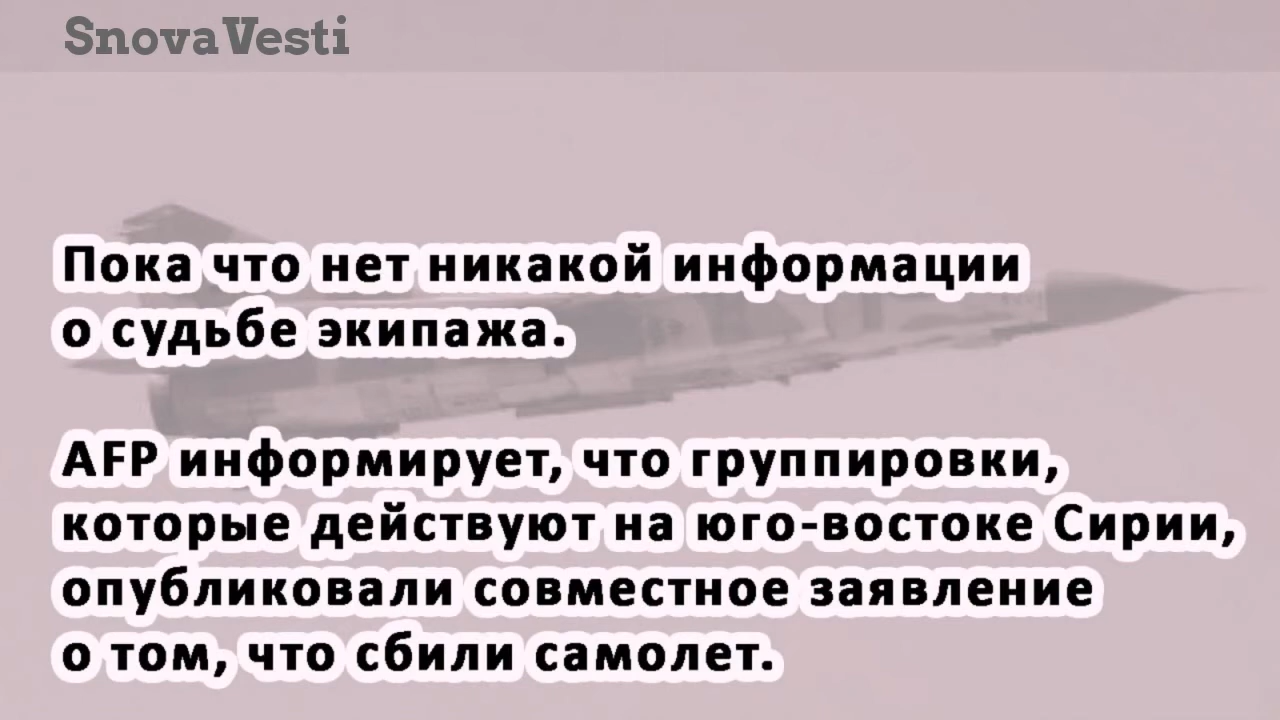 SnovaVesti
Пока что нет никакой информации
о судьбе экипажа.
AFP информирует, что группировки,
которые действуют на юго-востоке Сирии,
опубликовали совместное заявление
о том, что сбили самолет.